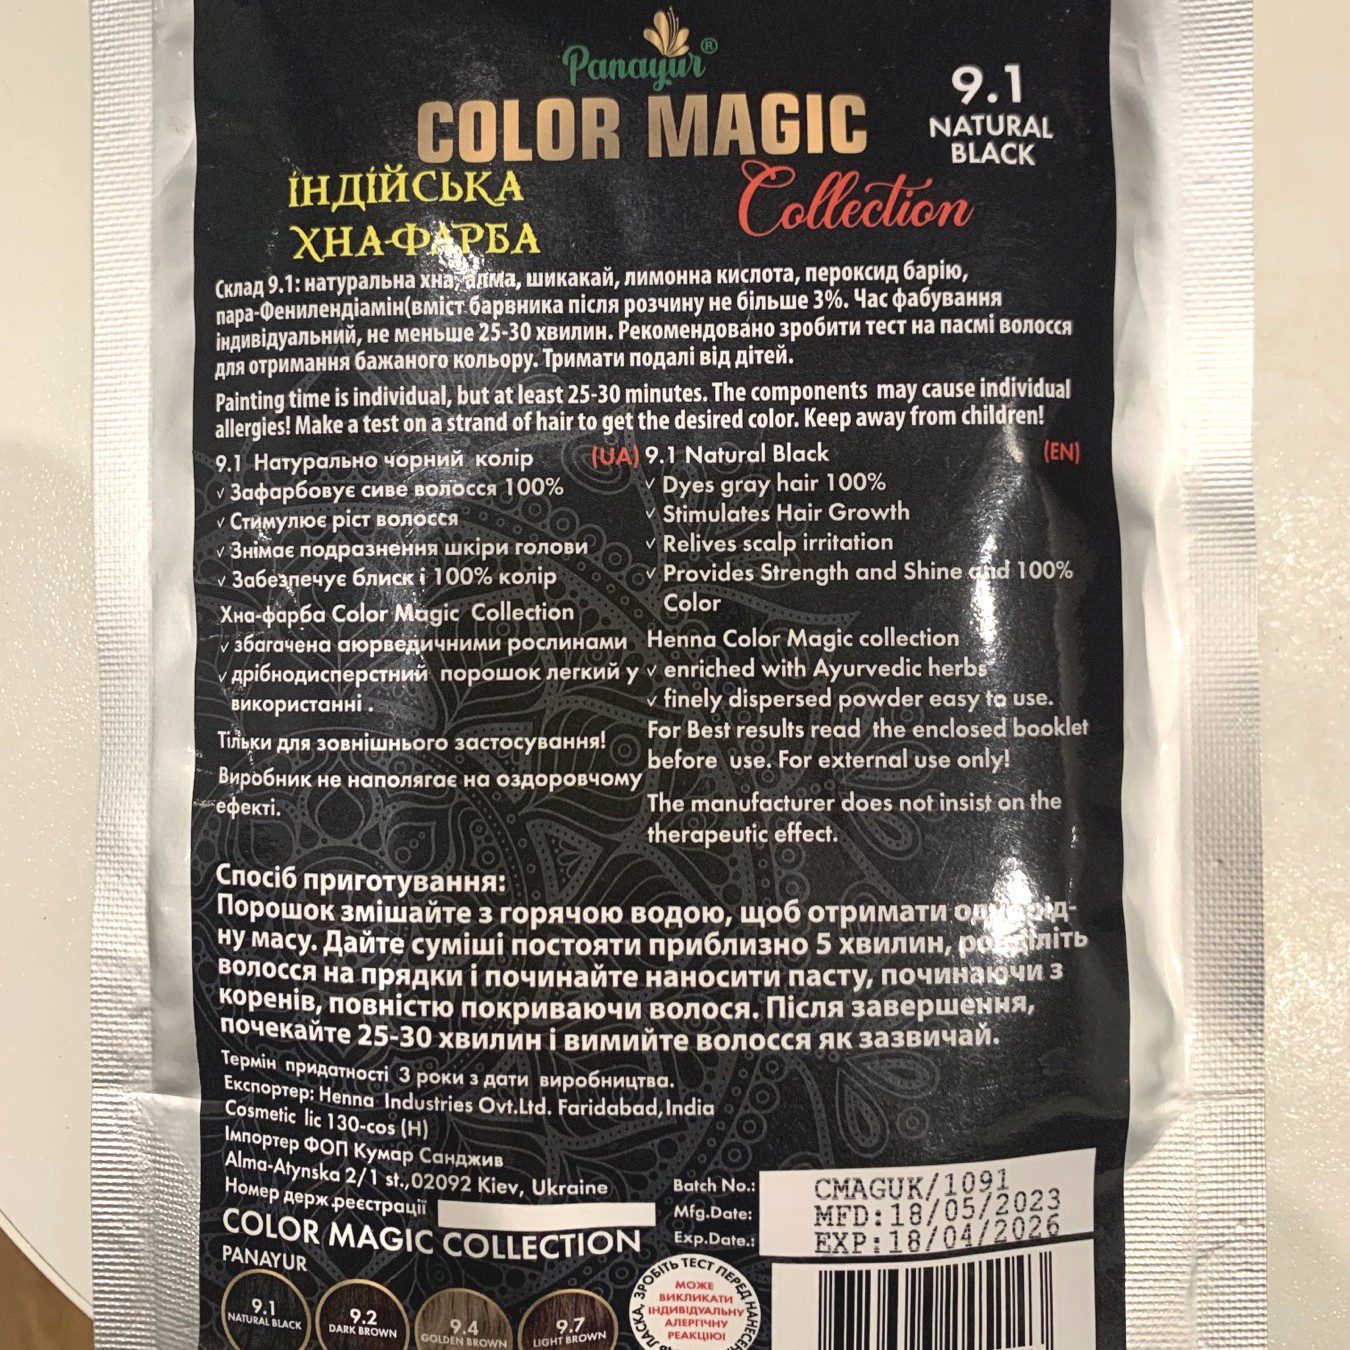 Panayur®
COLOR MAGIC
Collection
9.1
NATURAL
BLACK
ІНДІЙСЬКА
ХНА-ФАРБА
Склад 9.1: натуральна хна, алма, шикакай, лимонна кислота, пероксид барію,
пара-Фенилендіамін(вміст барвника після розчину не більше 3%. Час фабування
індивідуальний, не меньше 25-30 хвилин. Рекомендовано зробити тест на пасмі волосся
для отримання бажаного кольору. Тримати подалі від дітей.
Painting time is individual, but at least 25-30 minutes. The components may cause individual
allergies! Make a test on a strand of hair to get the desired color. Keep away from children!
9.1 Натурально чорний колір (UA)
✓ Зафарбовує сиве волосся 100%
✓ Стимулює ріст волосся
✓ Знімає подразнення шкіри голови
✓ Забезпечує блиск і 100% колір
Хна-фарба Color Magic Collection
✓ збагачена аюрведичними рослинами
✓ дрібнодисперстний порошок легкий у
використанні .
Тільки для зовнішнього застосування!
Виробник не наполягає на оздоровчому
ефекті.
9.1 Natural Black (EN)
✓ Dyes gray hair 100%
✓ Stimulates Hair Growth
✓ Relives scalp irritation
✓ Provides Strength and Shine and 100%
Color
Henna Color Magic collection
✓ enriched with Ayurvedic herbs
✓ finely dispersed powder easy to use.
For Best results read the enclosed booklet
before use. For external use only!
The manufacturer does not insist on the
therapeutic effect.
Спосіб приготування:
Порошок змішайте з горячою водою, щоб отримати однорід-
ну масу. Дайте суміші постояти приблизно 5 хвилин, розділіть
волосся на прядки і починайте наносити пасту, починаючи з
коренів, повністю покриваючи волося. Після завершення,
почекайте 25-30 хвилин і вимийте волосся як зазвичай.
Термін придатності 3 роки з дати виробництва.
Експортер: Henna Industries Ovt.Ltd. Faridabad,India
Cosmetic lic 130-cos (H)
Імпортер ФОП Кумар Санджив
Alma-Atynska 2/1 st.,02092 Kiev, Ukraine
Номер держ.реєстрації
COLOR MAGIC COLLECTION
PANAYUR
Batch No.: CMAGUK/1091
Mfg.Date: MFD:18/05/2023
Exp.Date.: EXP:18/04/2026
9.1
NATURAL BLACK
9.2
DARK BROWN
9.4
GOLDEN BROWN
9.7
LIGHT BROWN
ЛАСКА, ЗРОБІТЬ ТЕСТ ПЕРЕД
МОЖЕ
ВИКЛИКАТИ
ІНДИВІДУАЛЬНУ
АЛЕРГІЧНУ
РЕАКЦІЮ!